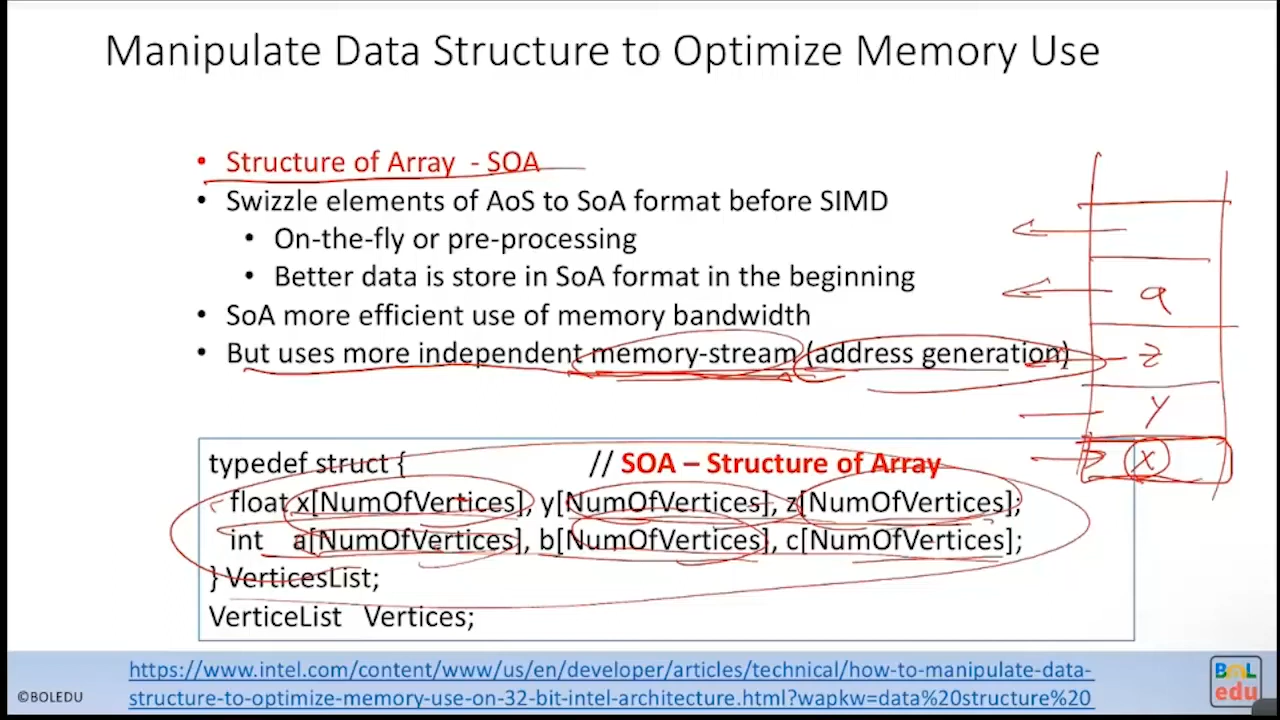 Manipulate Data Structure to Optimize Memory Use
• Structure of Array - SOA
• Swizzle elements of AoS to SoA format before SIMD
• On-the-fly or pre-processing
• Better data is store in SoA format in the beginning
• SoA more efficient use of memory bandwidth
• But uses more independent memory-stream (address generation)
a
z
y
x
typedef struct { // SOA – Structure of Array
float x[NumOfVertices], y[NumOfVertices], z[NumOfVertices];
int a[NumOfVertices], b[NumOfVertices], c[NumOfVertices];
} VerticesList;
VerticeList Vertices;
https://www.intel.com/content/www/us/en/developer/articles/technical/how-to-manipulate-data-
structure-to-optimize-memory-use-on-32-bit-intel-architecture.html?wapkw=data%20structure%20
©BOLEDU
BOL
edu